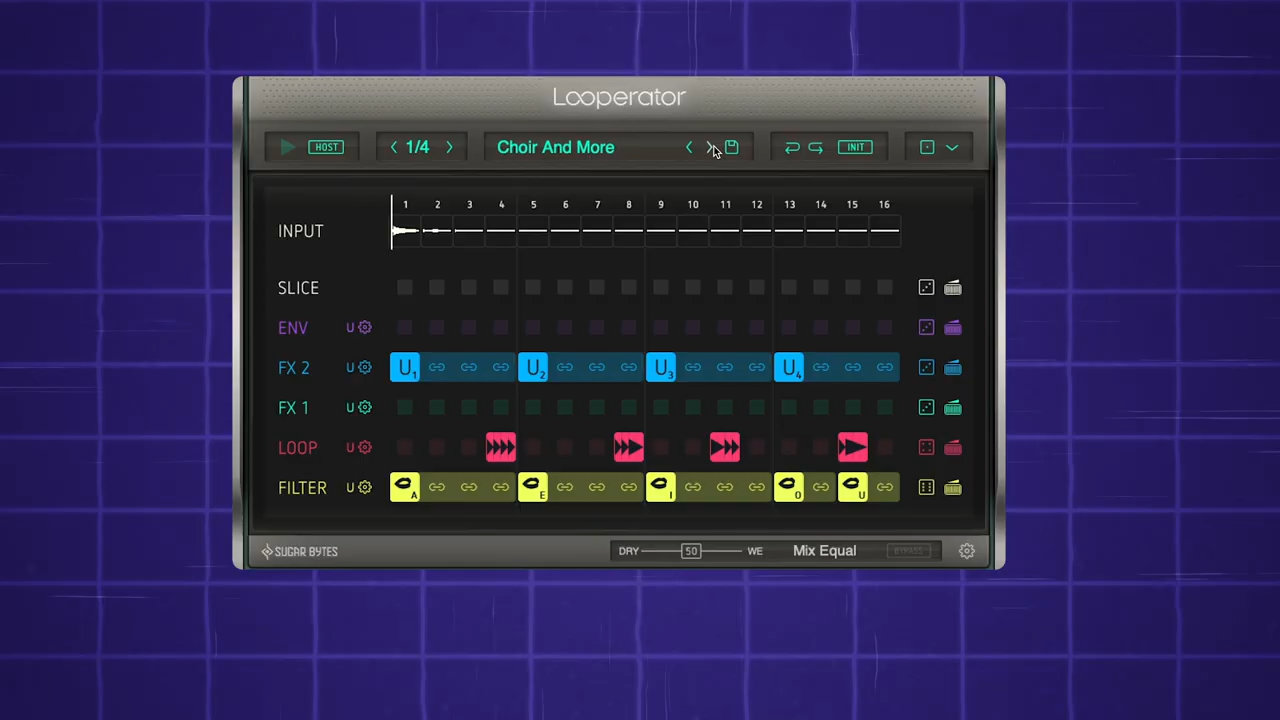 Looperator
HOST 1/4 Choir And More INIT
1 2 3 4 5 6 7 8 9 10 11 12 13 14 15 16
INPUT
SLICE
ENV U
FX 2 U U1 U2 U3 U4
FX 1 U
LOOP U
FILTER U A E I O U
SUGAR BYTES DRY 50 WE Mix Equal BYPASS